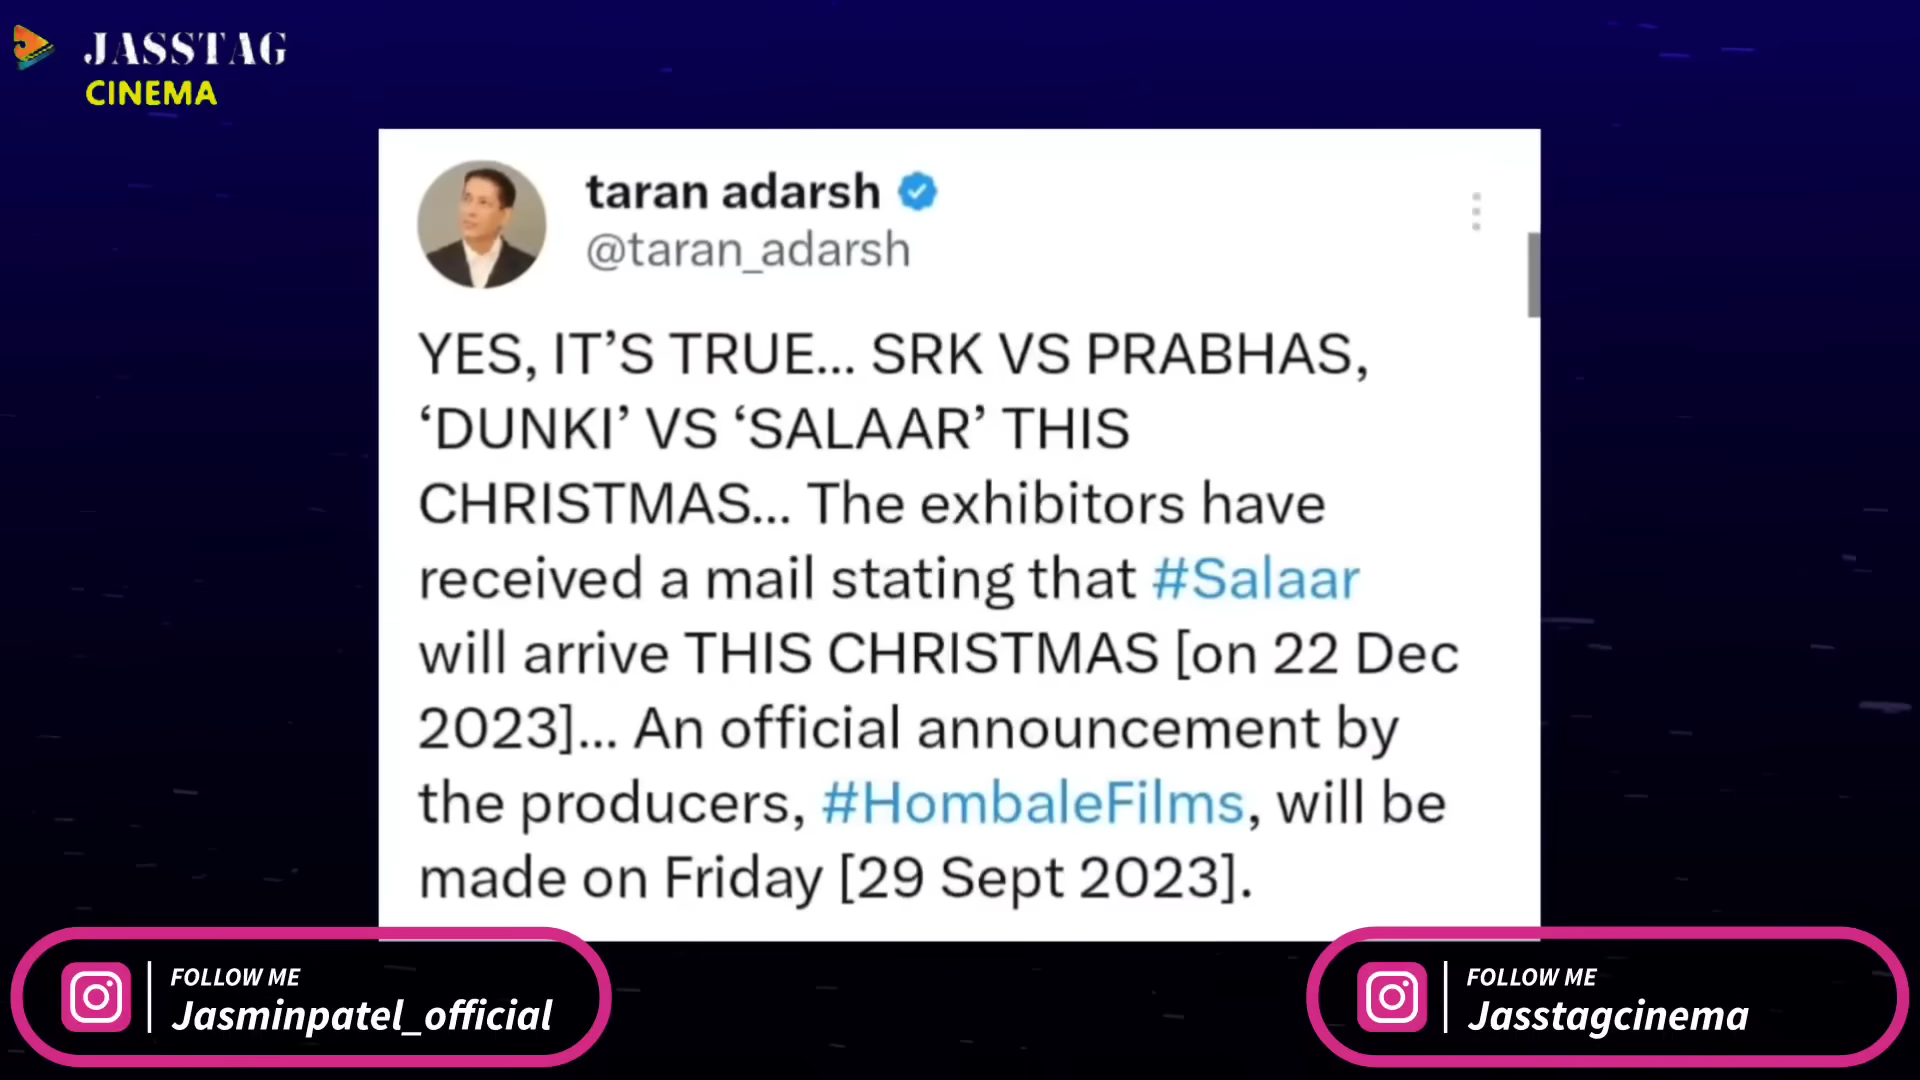 JASSTAG
CINEMA
taran adarsh
@taran_adarsh
YES, IT’S TRUE... SRK VS PRABHAS,
‘DUNKI’ VS ‘SALAAR’ THIS
CHRISTMAS... The exhibitors have
received a mail stating that #Salaar
will arrive THIS CHRISTMAS [on 22 Dec
2023]... An official announcement by
the producers, #HombaleFilms, will be
made on Friday [29 Sept 2023].
FOLLOW ME
Jasminpatel_official
FOLLOW ME
Jasstagcinema